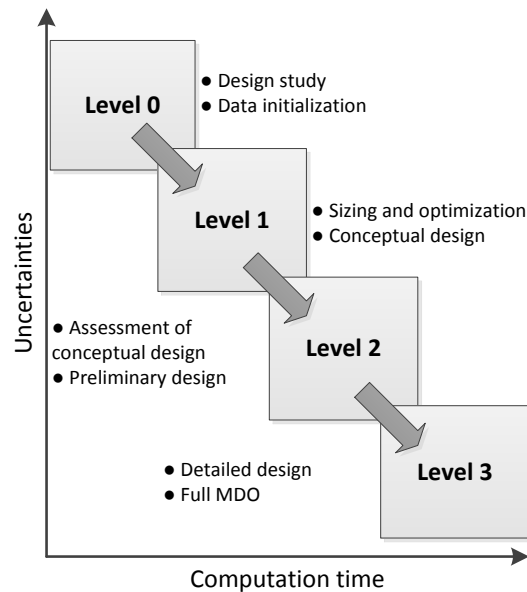 Level 0
● Design study
● Data initialization
Level 1
● Sizing and optimization
● Conceptual design
Uncertainties
● Assessment of
conceptual design
● Preliminary design
Level 2
● Detailed design
● Full MDO
Level 3
Computation time